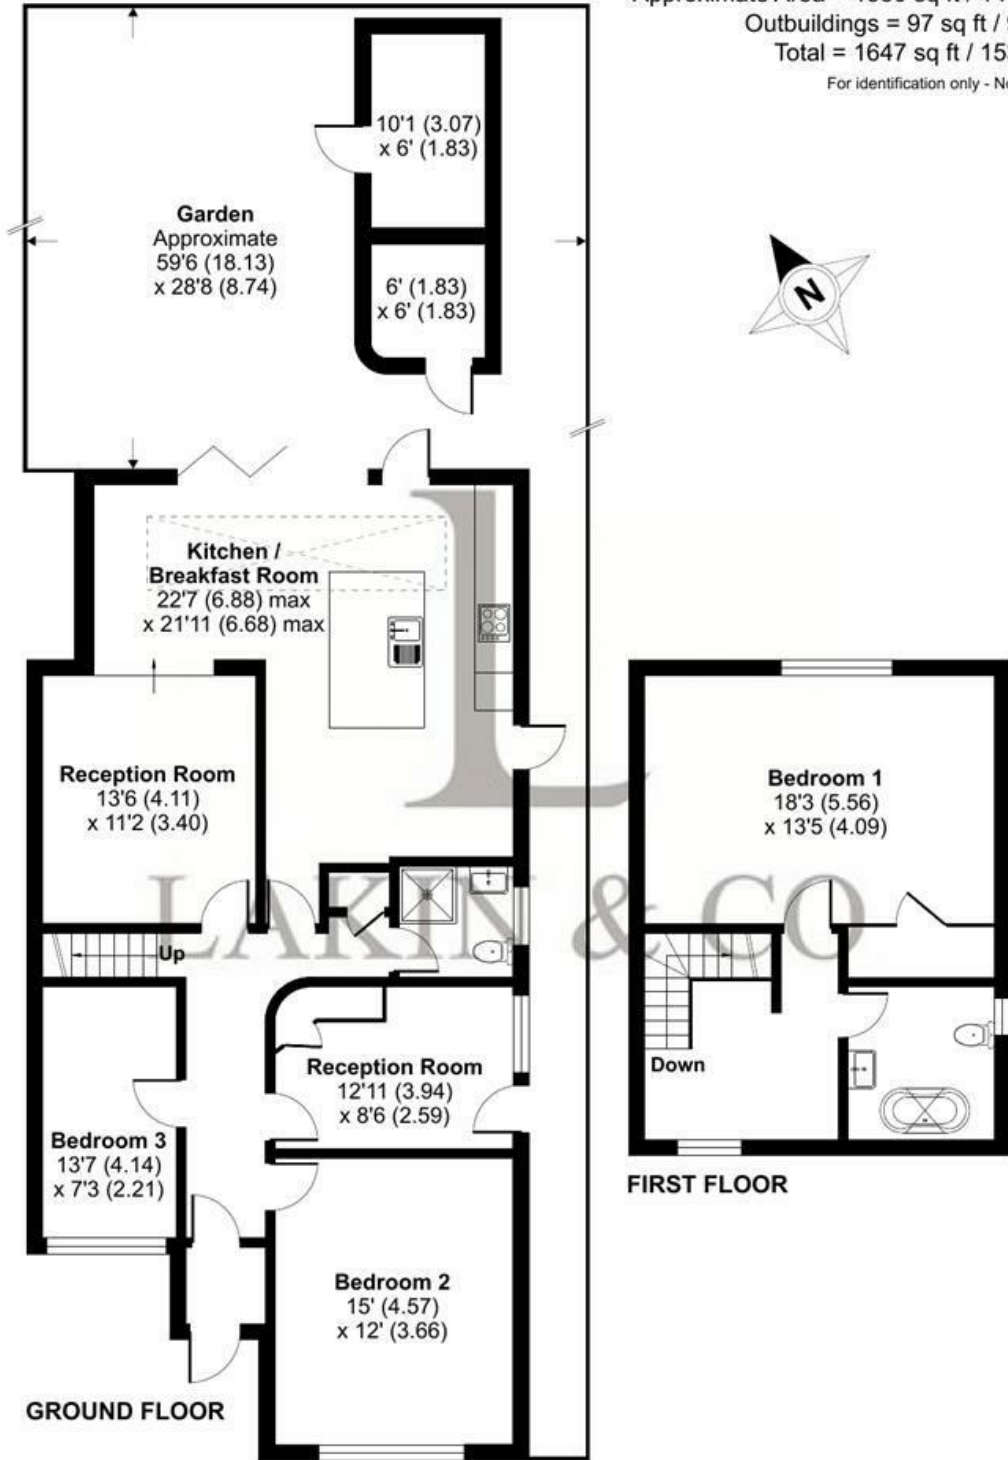 Outbuildings = 97 sq ft /
Total = 1647 sq ft /
For identification only -
10'1 (3.07)
x 6' (1.83)
Garden
Approximate
59'6 (18.13)
x 28'8 (8.74)
6' (1.83)
x 6' (1.83)
N
Kitchen /
Breakfast Room
22'7 (6.88) max
x 21'11 (6.68) max
Reception Room
13'6 (4.11)
x 11'2 (3.40)
Bedroom 1
18'3 (5.56)
x 13'5 (4.09)
L
LAKIN & CO
Up
Down
Reception Room
12'11 (3.94)
x 8'6 (2.59)
Bedroom 3
13'7 (4.14)
x 7'3 (2.21)
FIRST FLOOR
Bedroom 2
15' (4.57)
x 12' (3.66)
GROUND FLOOR